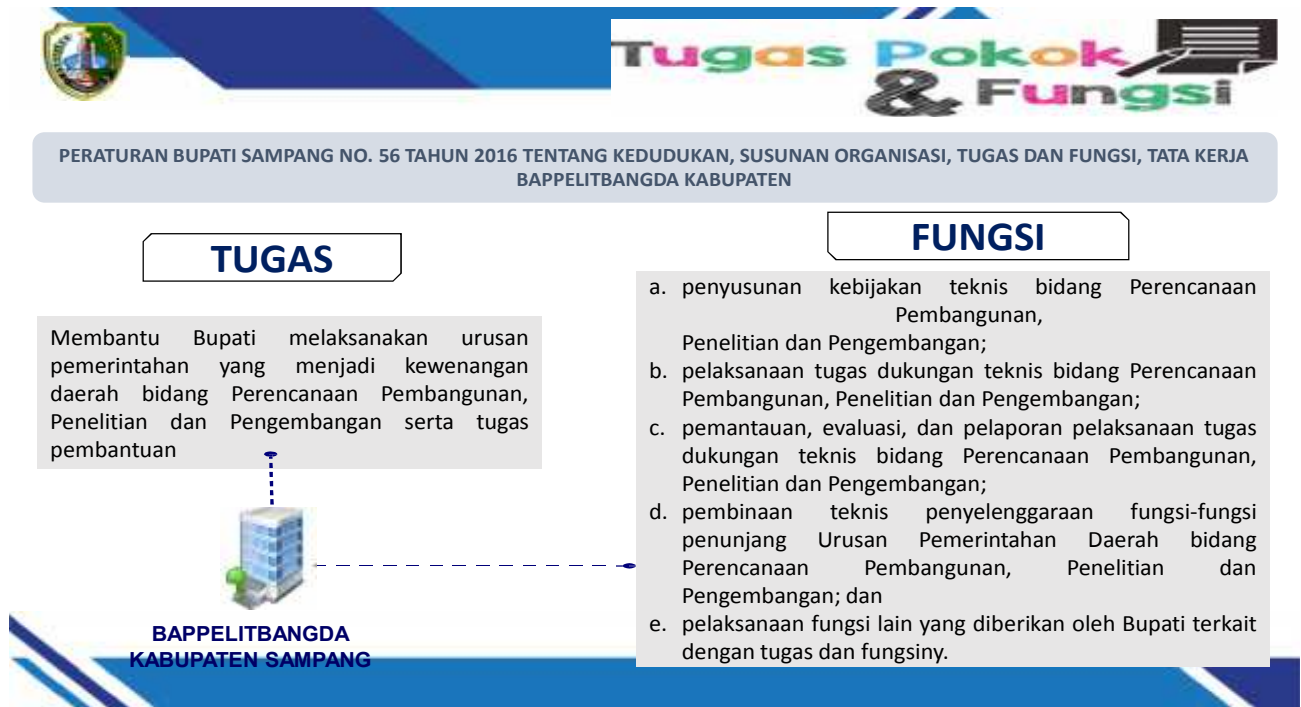 Tugas Pokok
& Fungsi
PERATURAN BUPATI SAMPANG NO. 56 TAHUN 2016 TENTANG KEDUDUKAN, SUSUNAN ORGANISASI, TUGAS DAN FUNGSI, TATA KERJA
BAPPELITBANGDA KABUPATEN
TUGAS
Membantu Bupati melaksanakan urusan
pemerintahan yang menjadi kewenangan
daerah bidang Perencanaan Pembangunan,
Penelitian dan Pengembangan serta tugas
pembantuan
BAPPELITBANGDA
KABUPATEN SAMPANG
FUNGSI
a. penyusunan kebijakan teknis bidang Perencanaan
Pembangunan,
Penelitian dan Pengembangan;
b. pelaksanaan tugas dukungan teknis bidang Perencanaan
Pembangunan, Penelitian dan Pengembangan;
c. pemantauan, evaluasi, dan pelaporan pelaksanaan tugas
dukungan teknis bidang Perencanaan Pembangunan,
Penelitian dan Pengembangan;
d. pembinaan teknis penyelenggaraan fungsi-fungsi
penunjang Urusan Pemerintahan Daerah bidang
Perencanaan Pembangunan, Penelitian dan
Pengembangan; dan
e. pelaksanaan fungsi lain yang diberikan oleh Bupati terkait
dengan tugas dan fungsiny.